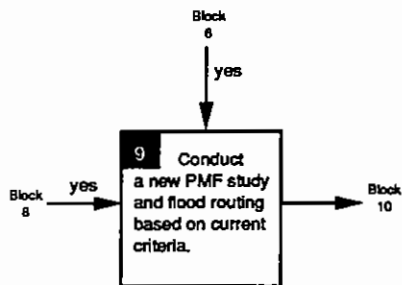 Block
6
yes
9 Conduct
a new PMF study
and flood routing
based on current
criteria.
Block
8
yes
Block
10